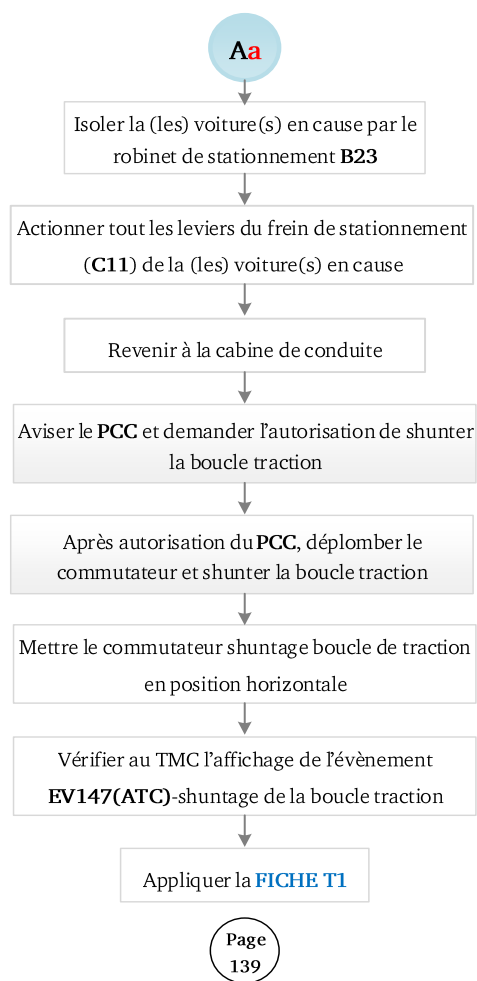 Aa
Isoler la (les) voiture(s) en cause par le
robinet de stationnement B23
Actionner tout les leviers du frein de stationnement
(C11) de la (les) voiture(s) en cause
Revenir à la cabine de conduite
Aviser le PCC et demander l'autorisation de shunter
la boucle traction
Après autorisation du PCC, déplomber le
commutateur et shunter la boucle traction
Mettre le commutateur shuntage boucle de traction
en position horizontale
Vérifier au TMC l'affichage de l'évènement
EV147(ATC)-shuntage de la boucle traction
Appliquer la FICHE T1
Page
139